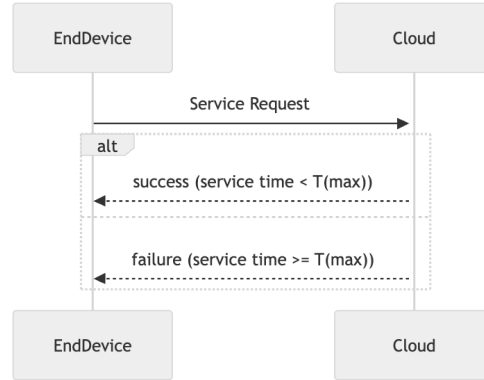 EndDevice
Cloud
Service Request
alt
success (service time < T(max))
failure (service time >= T(max))
EndDevice
Cloud